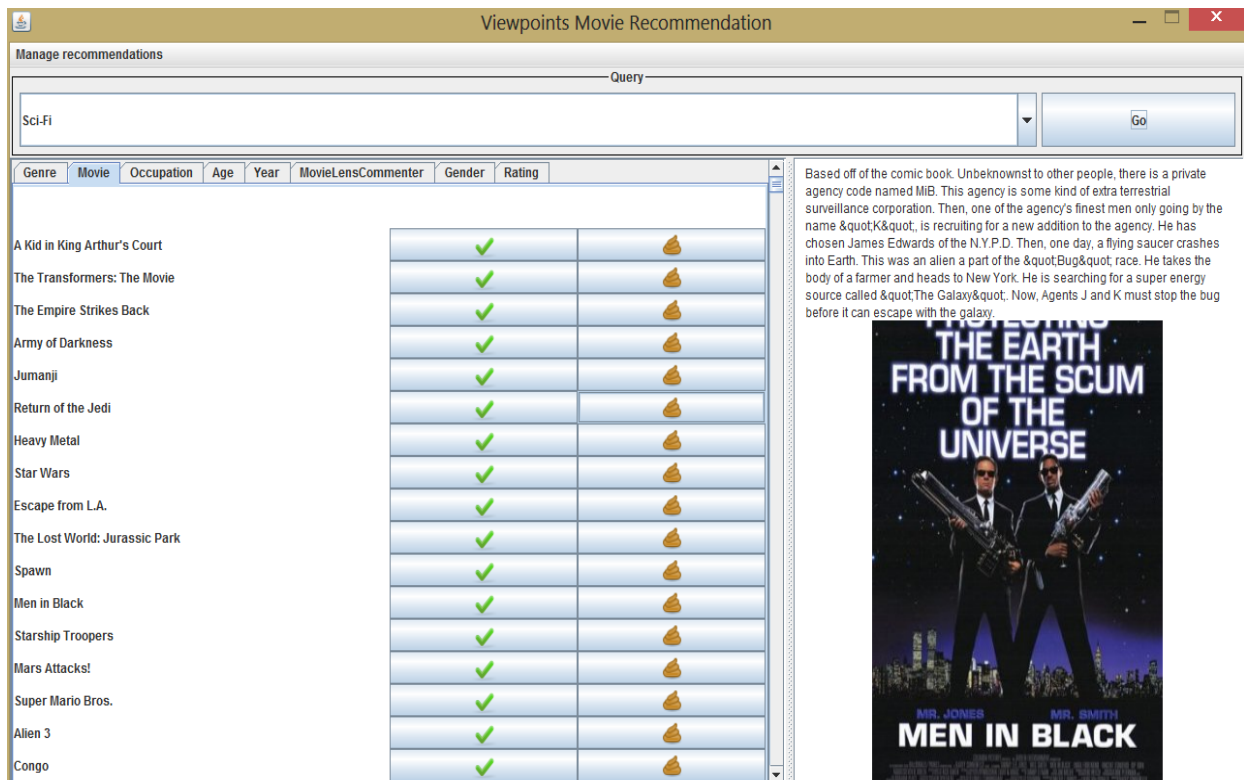 Viewpoints Movie Recommendation
Manage recommendations
Query
Sci-Fi
Go
Genre Movie Occupation Age Year MovieLensCommenter Gender Rating
A Kid in King Arthur's Court
The Transformers: The Movie
The Empire Strikes Back
Army of Darkness
Jumanji
Return of the Jedi
Heavy Metal
Star Wars
Escape from L.A.
The Lost World: Jurassic Park
Spawn
Men in Black
Starship Troopers
Mars Attacks!
Super Mario Bros.
Alien 3
Congo
Based off of the comic book. Unbeknownst to other people, there is a private
agency code named MiB. This agency is some kind of extra terrestrial
surveillance corporation. Then, one of the agency's finest men only going by the
name &quot;K&quot;, is recruiting for a new addition to the agency. He has
chosen James Edwards of the N.Y.P.D. Then, one day, a flying saucer crashes
into Earth. This was an alien a part of the &quot;Bug&quot; race. He takes the
body of a farmer and heads to New York. He is searching for a super energy
source called &quot;The Galaxy&quot;. Now, Agents J and K must stop the bug
before it can escape with the galaxy.
PROTECTING
THE EARTH
FROM THE SCUM
OF THE
UNIVERSE
MR. JONES MR. SMITH
MEN IN BLACK